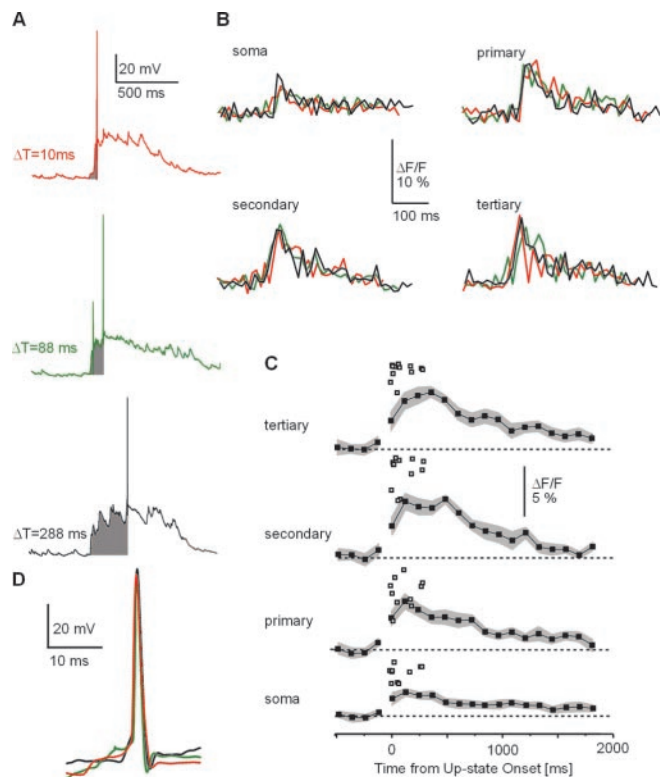 A
20 mV
500 ms
ΔT=10ms
ΔT=88 ms
ΔT=288 ms
B
soma
primary
ΔF/F
10 %
100 ms
secondary
tertiary
C
tertiary
ΔF/F
5 %
secondary
primary
soma
0
1000
2000
Time from Up-state Onset [ms]
D
20 mV
10 ms